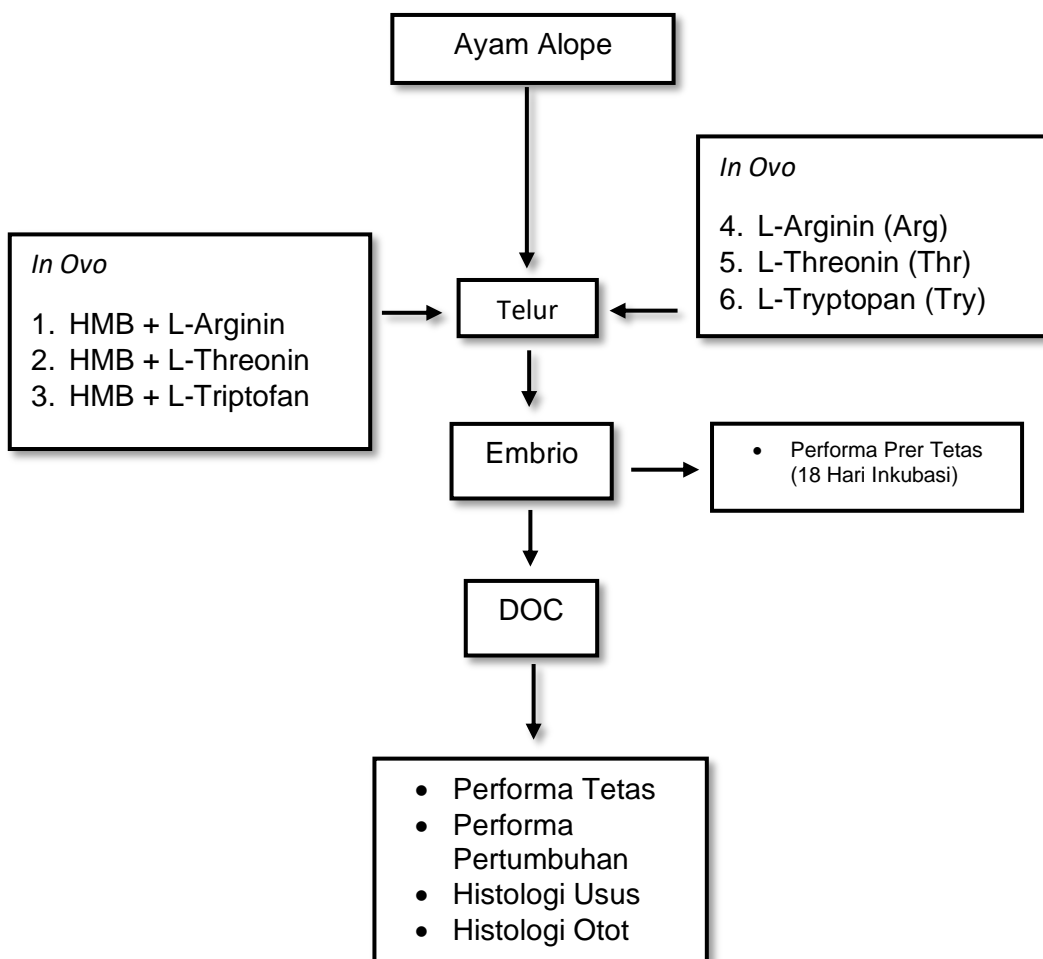 Ayam Alope
In Ovo
4. L-Arginin (Arg)
5. L-Threonin (Thr)
6. L-Tryptopan (Try)
In Ovo
1. HMB + L-Arginin
2. HMB + L-Threonin
3. HMB + L-Triptofan
Telur
Embrio
• Performa Prer Tetas
(18 Hari Inkubasi)
DOC
• Performa Tetas
• Performa
Pertumbuhan
• Histologi Usus
• Histologi Otot